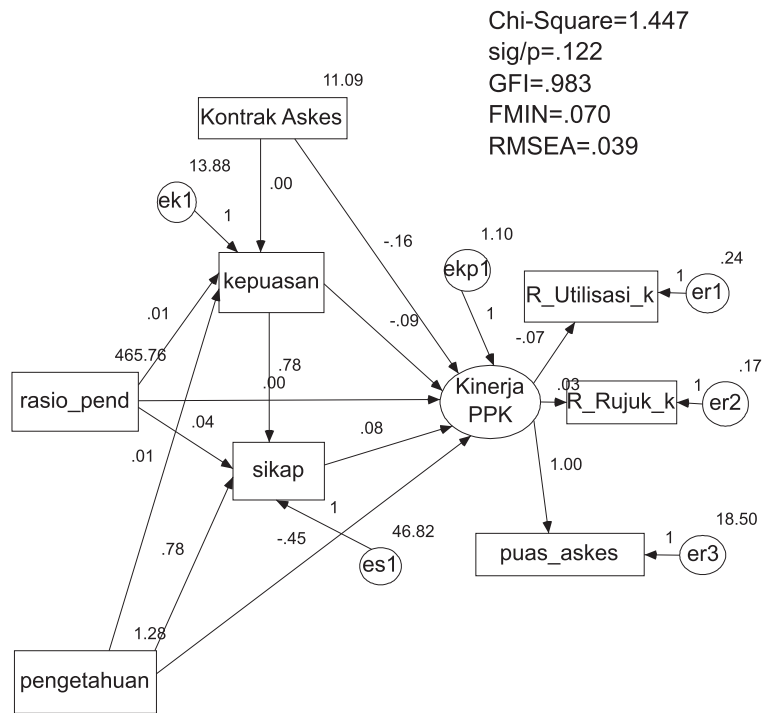 Chi-Square=1.447
sig/p=.122
GFI=.983
FMIN=.070
RMSEA=.039
11.09
Kontrak Askes
13.88
ek1
1
.00
-.16
1.10
ekp1
1
.24
1
er1
R_Utilisasi_k
kepuasan
.01
-.09
-.07
465.76
.78
.00
rasio_pend
Kinerja
PPK
.03
R_Rujuk_k
.17
1
er2
.04
.01
.08
sikap
1.00
1
-.45
46.82
es1
18.50
1
er3
puas_askes
.78
1.28
pengetahuan